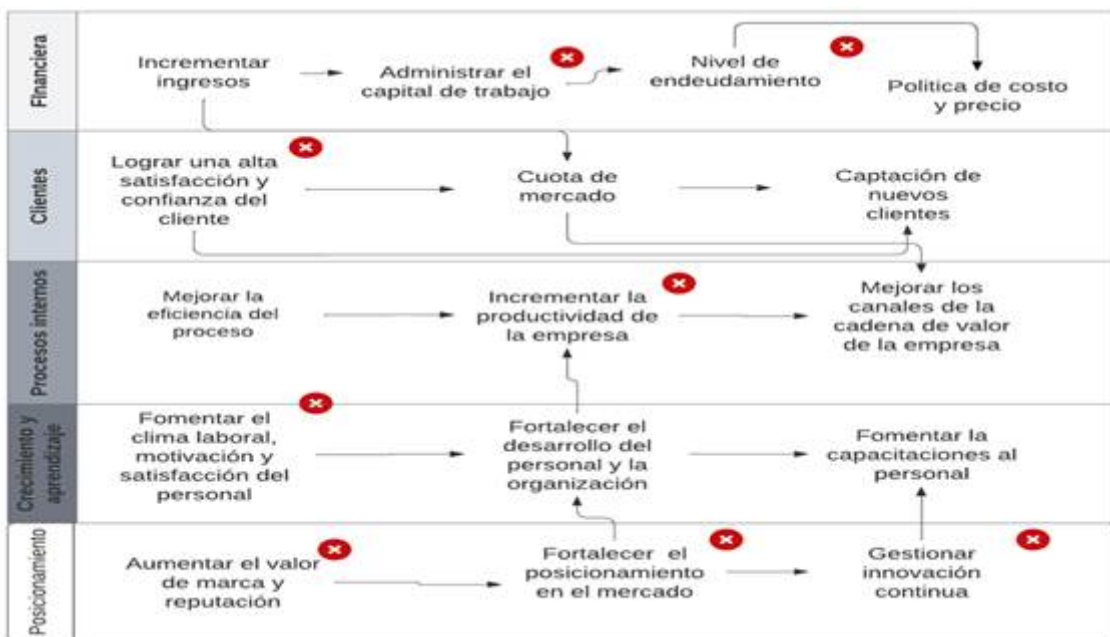 Financiera
Incrementar
ingresos
Administrar el
capital de trabajo
Nivel de
endeudamiento
Politica de costo
y precio
Clientes
Lograr una alta
satisfacción y
confianza del
cliente
Cuota de
mercado
Captación de
nuevos
clientes
Procesos internos
Mejorar la
eficiencia del
proceso
Incrementar la
productividad de
la empresa
Mejorar los
canales de la
cadena de valor
de la empresa
Crecimiento y
aprendizaje
Fomentar el
clima laboral,
motivación y
satisfacción del
personal
Fortalecer el
desarrollo del
personal y la
organización
Fomentar la
capacitaciones al
personal
Posicionamiento
Aumentar el valor
de marca y
reputación
Fortalecer el
posicionamiento
en el mercado
Gestionar
innovación
continua